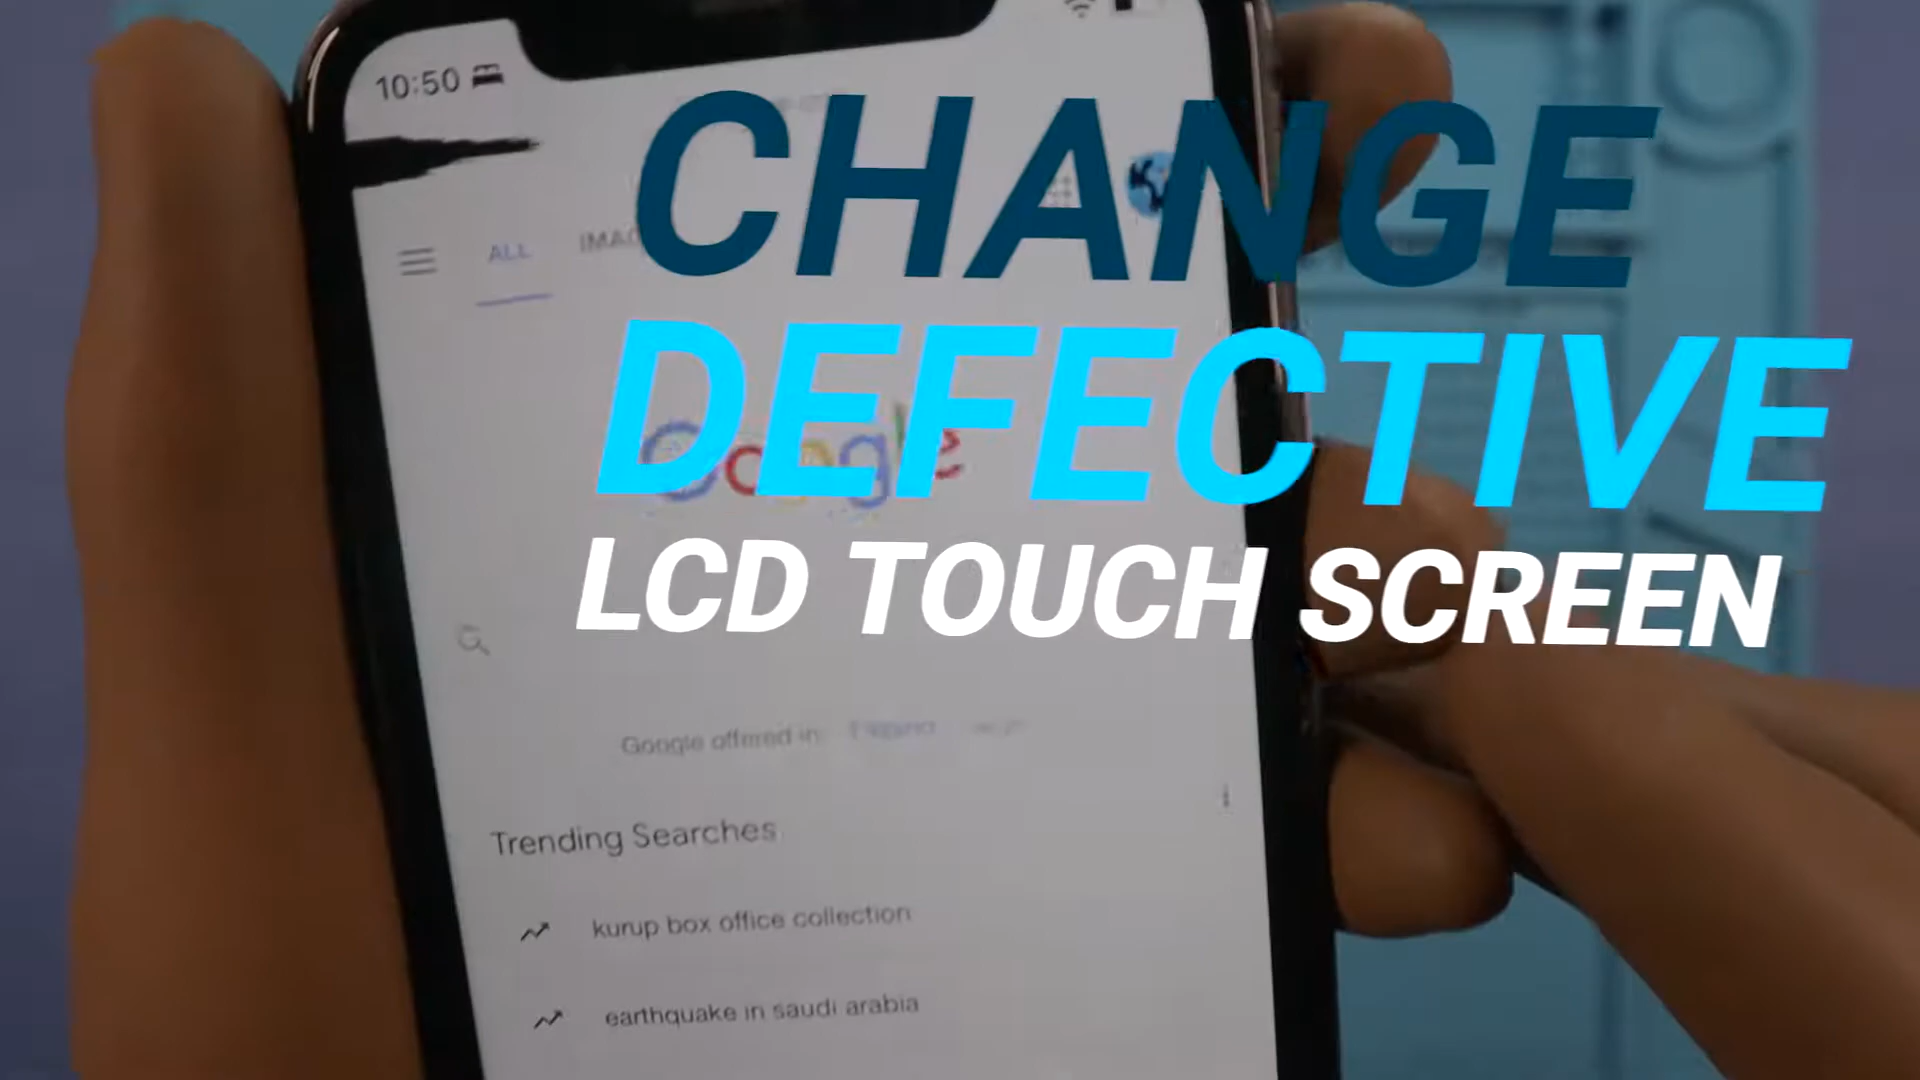 10:50
CHANGE
ALL
DEFECTIVE
Google
LCD TOUCH SCREEN
Google offered in:
Trending Searches
kurup box office collection
earthquake in saudi arabia